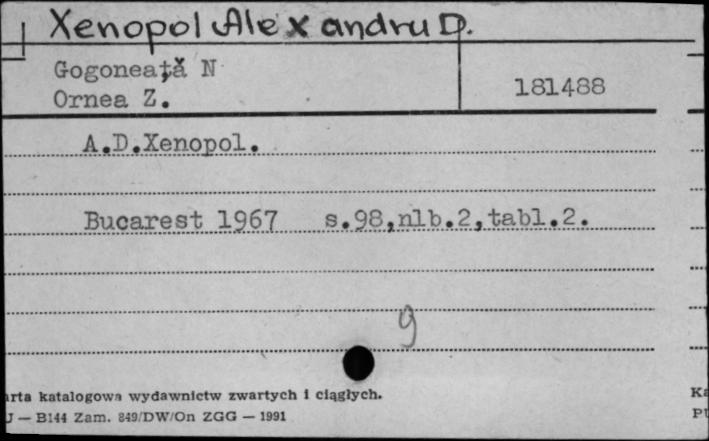 Xenopol Alexandru D.
Gogoneaţă N
Ornea Z.
181488
A.D.Xenopol.
Bucarest 1967 s.98,nlb.2,tabl.2.
9
katalogowa wydawnictw zwartych i ciągłych.
— B144 Zam. 849/DW/On ZGG — 1991